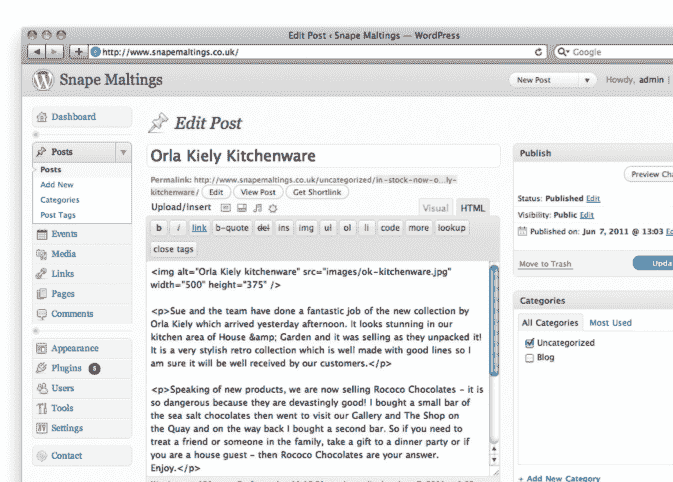 Edit Post ‹ Snape Maltings — WordPress
http://www.snapemaltings.co.uk/
Google
Snape Maltings
New Post
Howdy, admin |
Dashboard
Posts
Posts
Add New
Categories
Post Tags
Events
Media
Links
Pages
Comments
Appearance
Plugins
Users
Tools
Settings
Contact
Edit Post
Orla Kiely Kitchenware
Permalink: http://www.snapemaltings.co.uk/uncategorized/in-stock-now-o...ly-
kitchenware/ Edit View Post Get Shortlink
Upload/Insert
Visual HTML
b i link b-quote del ins img ul ol li code more lookup
close tags
<img alt="Orla Kiely kitchenware" src="images/ok-kitchenware.jpg"
width="500" height="375" />
<p>Sue and the team have done a fantastic job of the new collection by
Orla Kiely which arrived yesterday afternoon. It looks stunning in our
kitchen area of House &amp; Garden and it was selling as they unpacked it!
It is a very stylish retro collection which is well made with good lines so I
am sure it will be well received by our customers.</p>
<p>Speaking of new products, we are now selling Rococo Chocolates - it is
so dangerous because they are devastingly good! I bought a small bar of
the sea salt chocolates then went to visit our Gallery and The Shop on
the Quay and on the way back I bought a second bar. So if you need to
treat a friend or someone in the family, take a gift to a dinner party or if
you are a house guest - then Rococo Chocolates are your answer.
Enjoy.</p>
Publish
Preview Cha
Status: Published Edit
Visibility: Public Edit
Published on: Jun 7, 2011 @ 13:03 Ed
Move to Trash
Upda
Categories
All Categories Most Used
Uncategorized
Blog
+ Add New Category